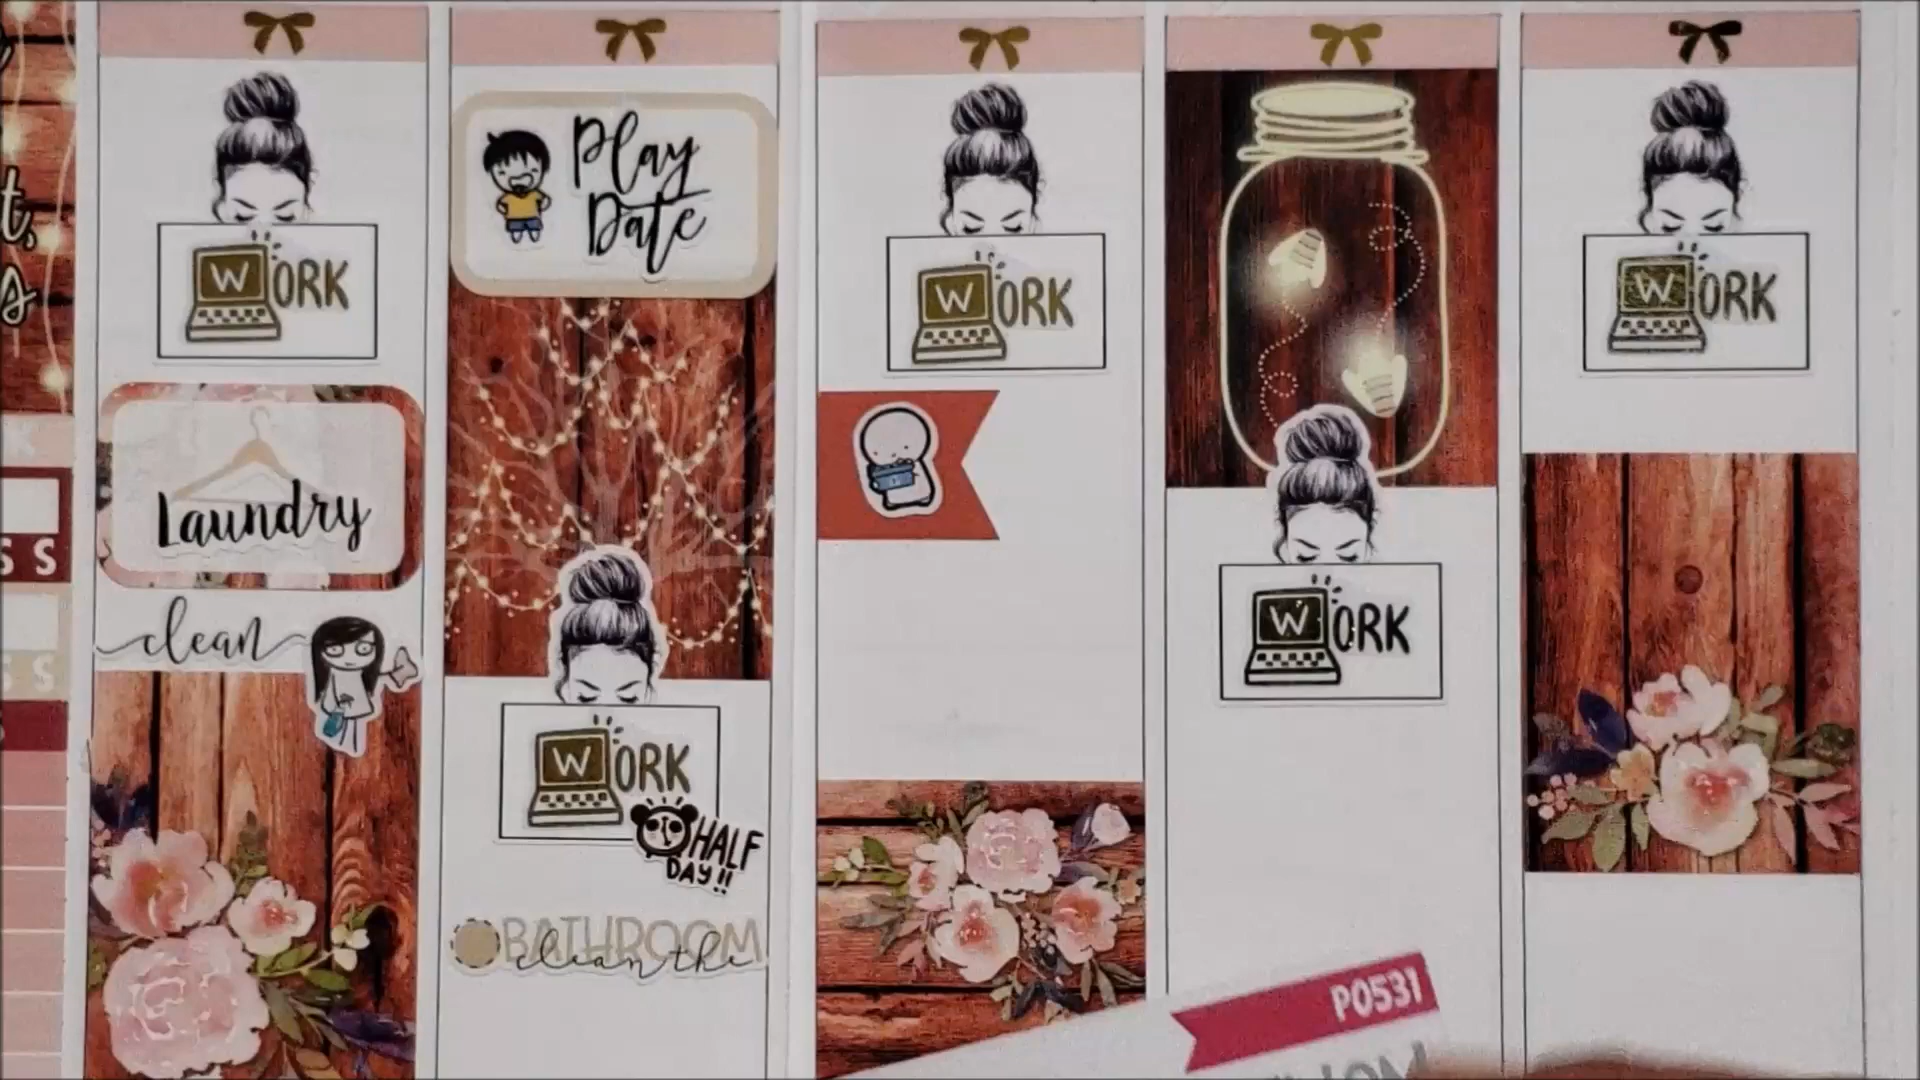 t,
s
S S
S S
WORK
Laundry
clean
Play
Date
WORK
HALF
DAY!!
BATHROOM
clean the
WORK
WORK
P0531
WORK